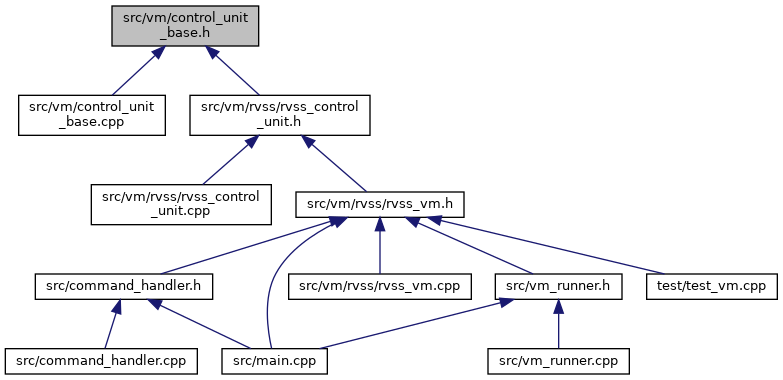 src/vm/control_unit
_base.h
src/vm/control_unit
_base.cpp
src/vm/rvss/rvss_control
_unit.h
src/vm/rvss/rvss_control
_unit.cpp
src/vm/rvss/rvss_vm.h
src/command_handler.h
src/vm/rvss/rvss_vm.cpp
src/vm_runner.h
test/test_vm.cpp
src/command_handler.cpp
src/main.cpp
src/vm_runner.cpp